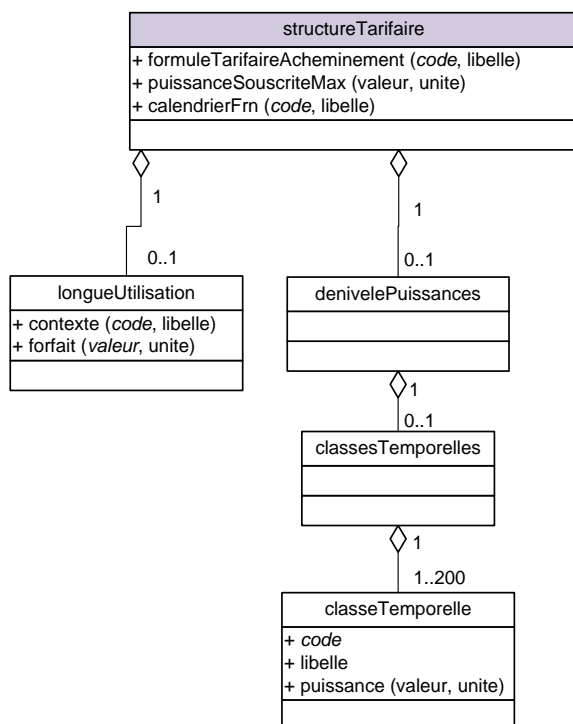 structureTarifaire
+ formuleTarifaireAcheminement (code, libelle)
+ puissanceSouscriteMax (valeur, unite)
+ calendrierFrn (code, libelle)
1
1
0..1
0..1
longueUtilisation
+ contexte (code, libelle)
+ forfait (valeur, unite)
denivelePuissances
1
0..1
classesTemporelles
1
1..200
classeTemporelle
+ code
+ libelle
+ puissance (valeur, unite)